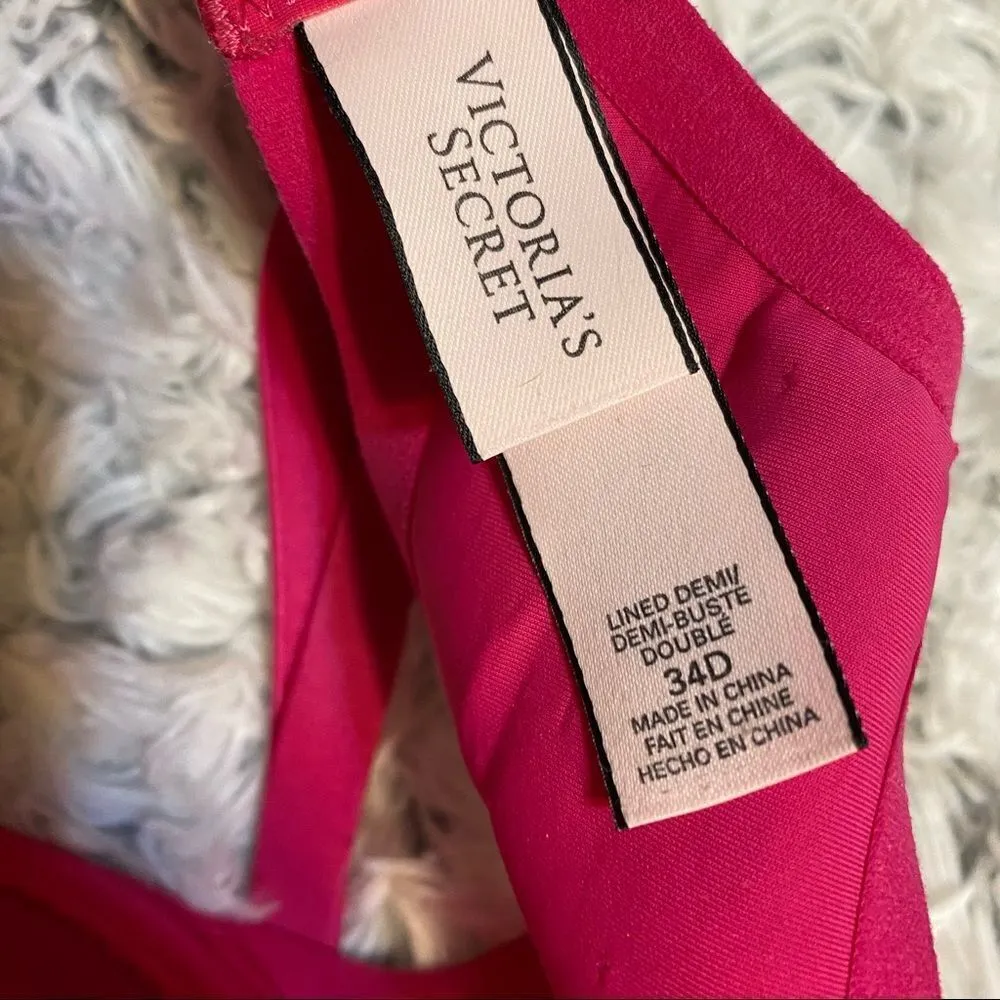 VICTORIA'S
SECRET
LINED DEMI/
DEMI-BUSTE
DOUBLÉ
34D
MADE IN CHINA
FAIT EN CHINE
HECHO EN CHINA